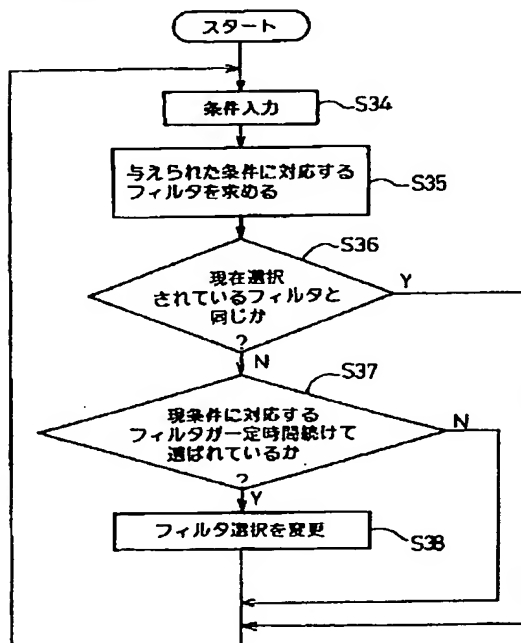 スタート
条件入力
S34
与えられた条件に対応する
フィルタを求める
S35
S36
現在選択
されているフィルタと
同じか
?
Y
N
S37
現条件に対応する
フィルタが一定時間続けて
選ばれているか
?
N
Y
フィルタ選択を変更
S38